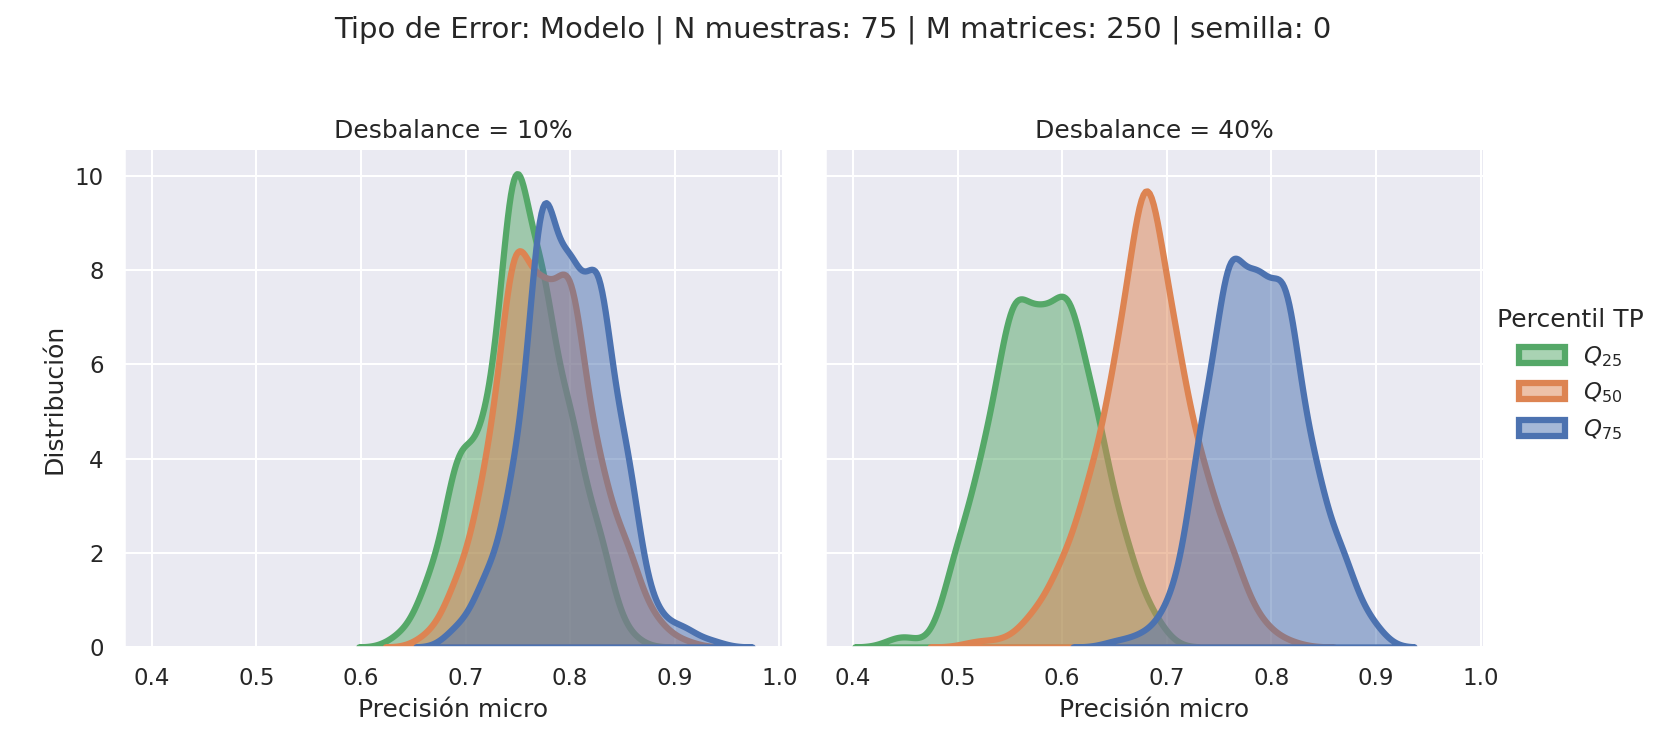 Tipo de Error: Modelo | N muestras: 75 | M matrices: 250 | semilla: 0
Desbalance = 10%
Desbalance = 40%
Distribución
10
8
6
4
2
0
0.4 0.5 0.6 0.7 0.8 0.9 1.0
0.4 0.5 0.6 0.7 0.8 0.9 1.0
Precisión micro
Precisión micro
Percentil TP
Q25
Q50
Q75